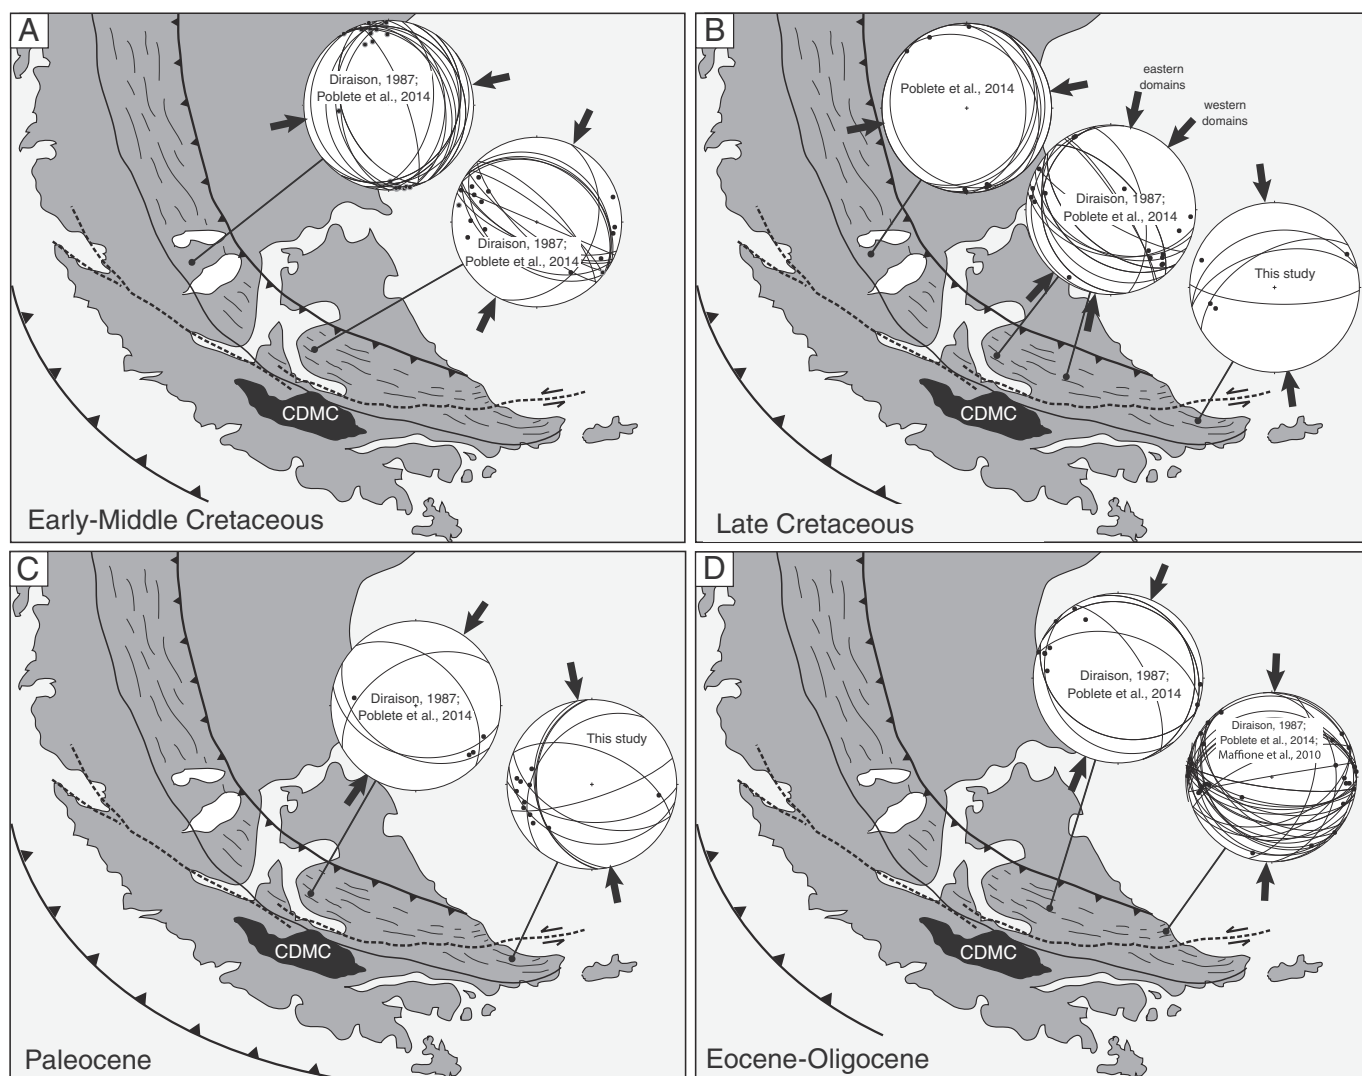 A
Diraison, 1987;
Poblete et al., 2014
Diraison, 1987;
Poblete et al., 2014
CDMC
Early-Middle Cretaceous
B
Poblete et al., 2014
eastern
domains
western
domains
Diraison, 1987;
Poblete et al., 2014
This study
CDMC
Late Cretaceous
C
Diraison, 1987;
Poblete et al., 2014
This study
CDMC
Paleocene
D
Diraison, 1987;
Poblete et al., 2014
Diraison, 1987;
Poblete et al., 2014;
Maffione et al., 2010
CDMC
Eocene-Oligocene